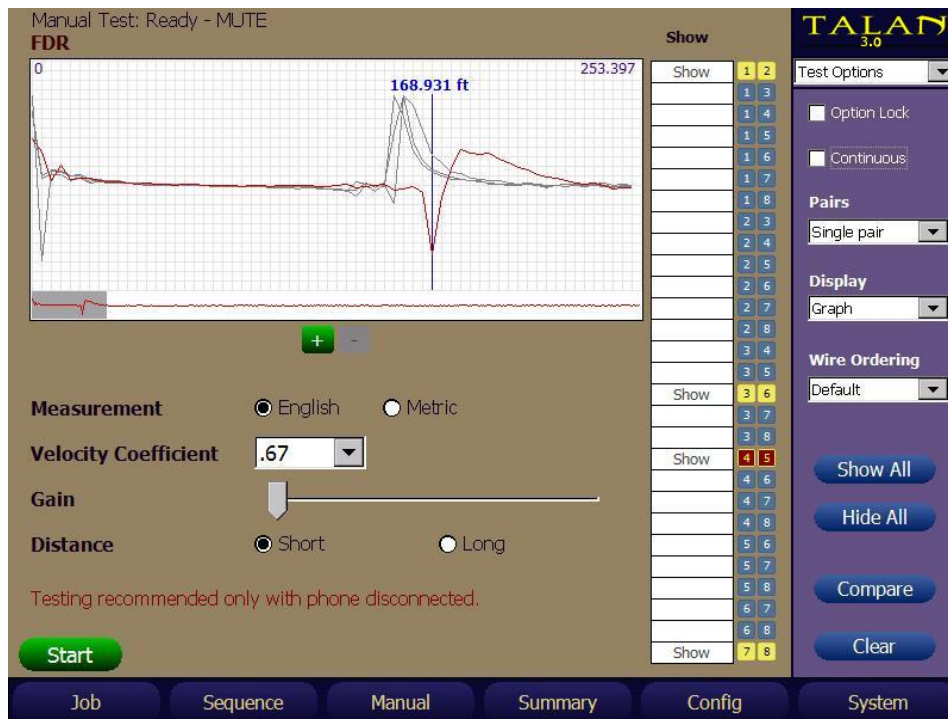 Manual Test: Ready - MUTE
FDR
Show
TALAN
3.0
0
168.931 ft
253.397
Show 1 2
1 3
1 4
1 5
1 6
1 7
1 8
2 3
2 4
2 5
2 6
2 7
2 8
3 4
3 5
Show 3 6
3 7
3 8
Show 4 5
4 6
4 7
4 8
5 6
5 7
5 8
6 7
6 8
Show 7 8
+ -
Measurement English Metric
Velocity Coefficient .67
Gain
Distance Short Long
Testing recommended only with phone disconnected.
Start
Test Options
Option Lock
Continuous
Pairs
Single pair
Display
Graph
Wire Ordering
Default
Show All
Hide All
Compare
Clear
Job Sequence Manual Summary Config System